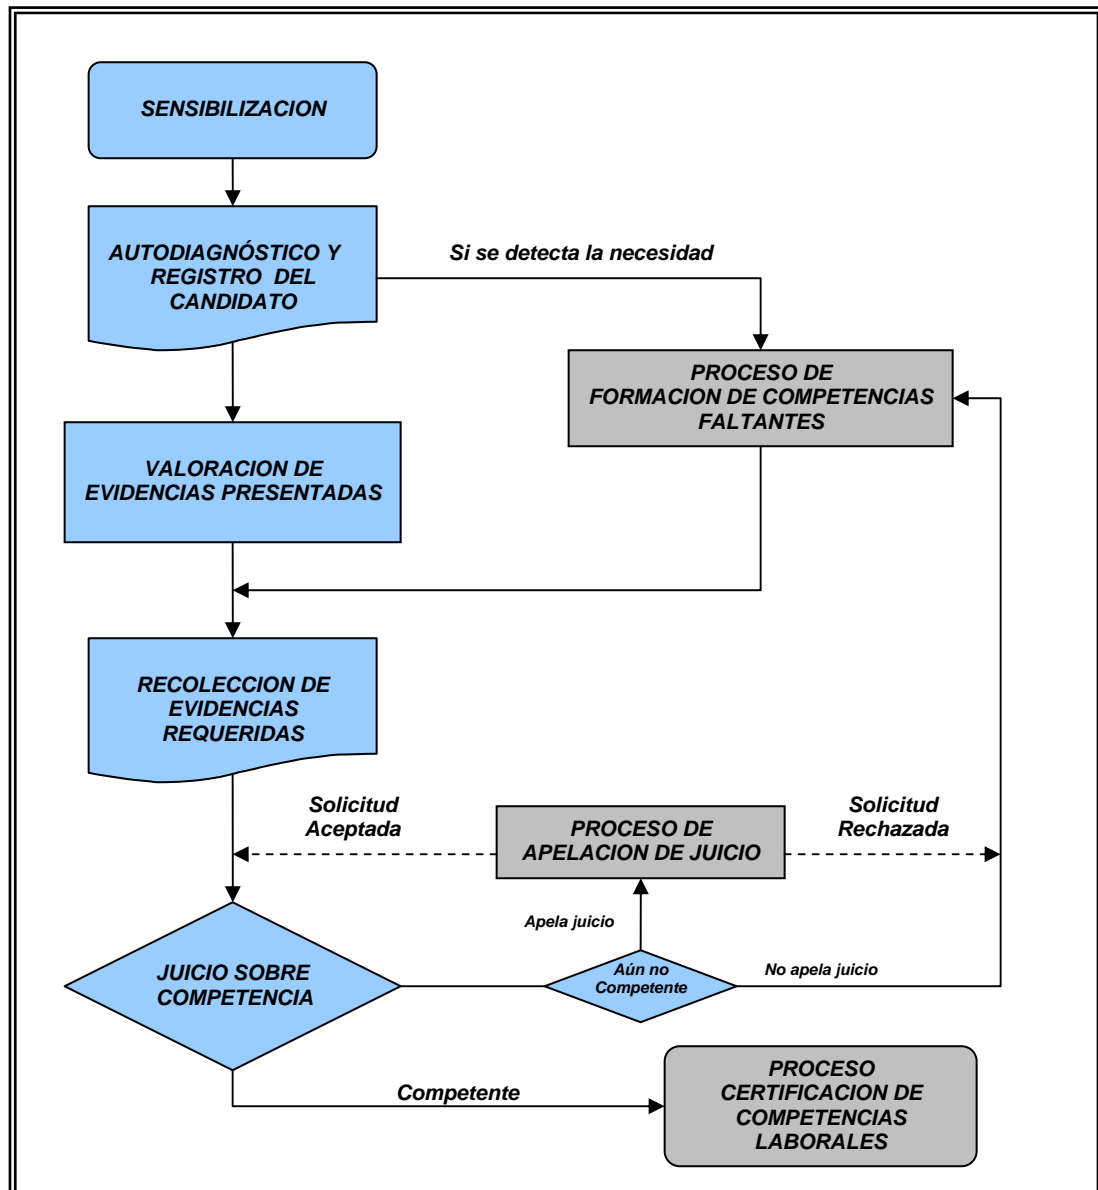 SENSIBILIZACION
AUTODIAGNÓSTICO Y
REGISTRO DEL
CANDIDATO
Si se detecta la necesidad
PROCESO DE
FORMACION DE COMPETENCIAS
FALTANTES
VALORACION DE
EVIDENCIAS PRESENTADAS
RECOLECCION DE
EVIDENCIAS
REQUERIDAS
Solicitud
Aceptada
PROCESO DE
APELACION DE JUICIO
Solicitud
Rechazada
Apela juicio
JUICIO SOBRE
COMPETENCIA
Aún no
Competente
No apela juicio
Competente
PROCESO
CERTIFICACION DE
COMPETENCIAS
LABORALES